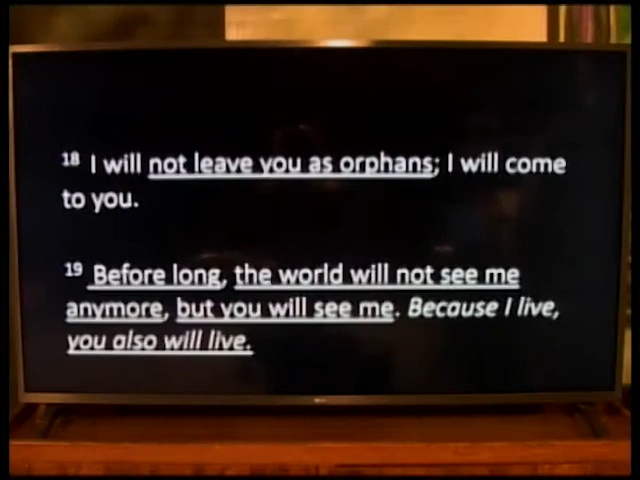 18 I will not leave you as orphans; I will come
to you.
19 Before long, the world will not see me
anymore, but you will see me. Because I live,
you also will live.